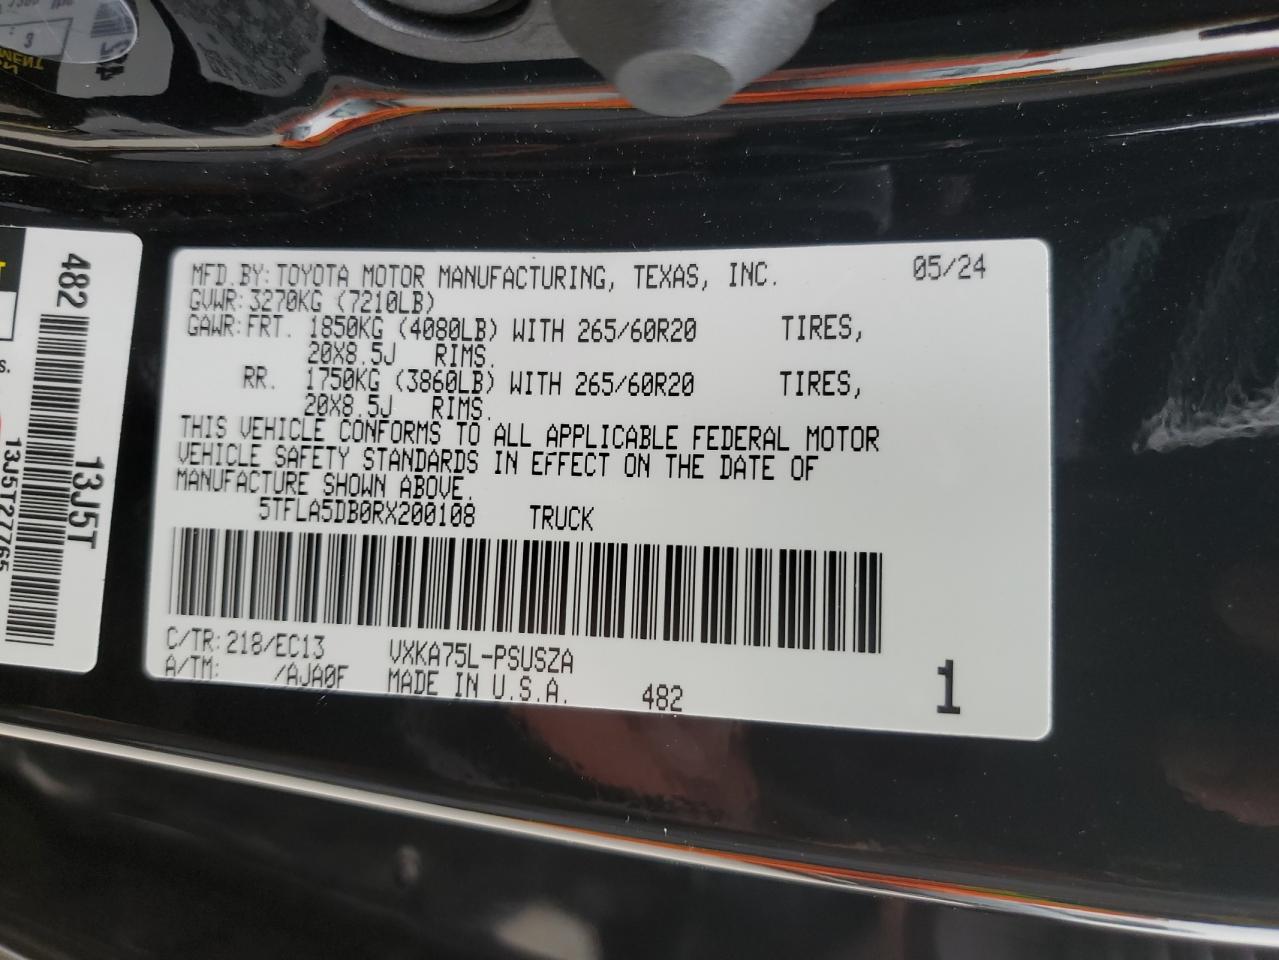 MFD.BY:TOYOTA MOTOR MANUFACTURING, TEXAS, INC. 05/24
GVWR:3270KG (7210LB)
GAWR:FRT. 1850KG (4080LB) WITH 265/60R20 TIRES,
20X8.5J RIMS.
RR. 1750KG (3860LB) WITH 265/60R20 TIRES,
20X8.5J RIMS.
THIS VEHICLE CONFORMS TO ALL APPLICABLE FEDERAL MOTOR
VEHICLE SAFETY STANDARDS IN EFFECT ON THE DATE OF
MANUFACTURE SHOWN ABOVE.
5TFLA5DB0RX200108 TRUCK
C/TR:218/EC13 VXKA75L-PSUSZA
A/TM: /AJA0F MADE IN U.S.A. 482 1
482
13J5T
13J5T27765